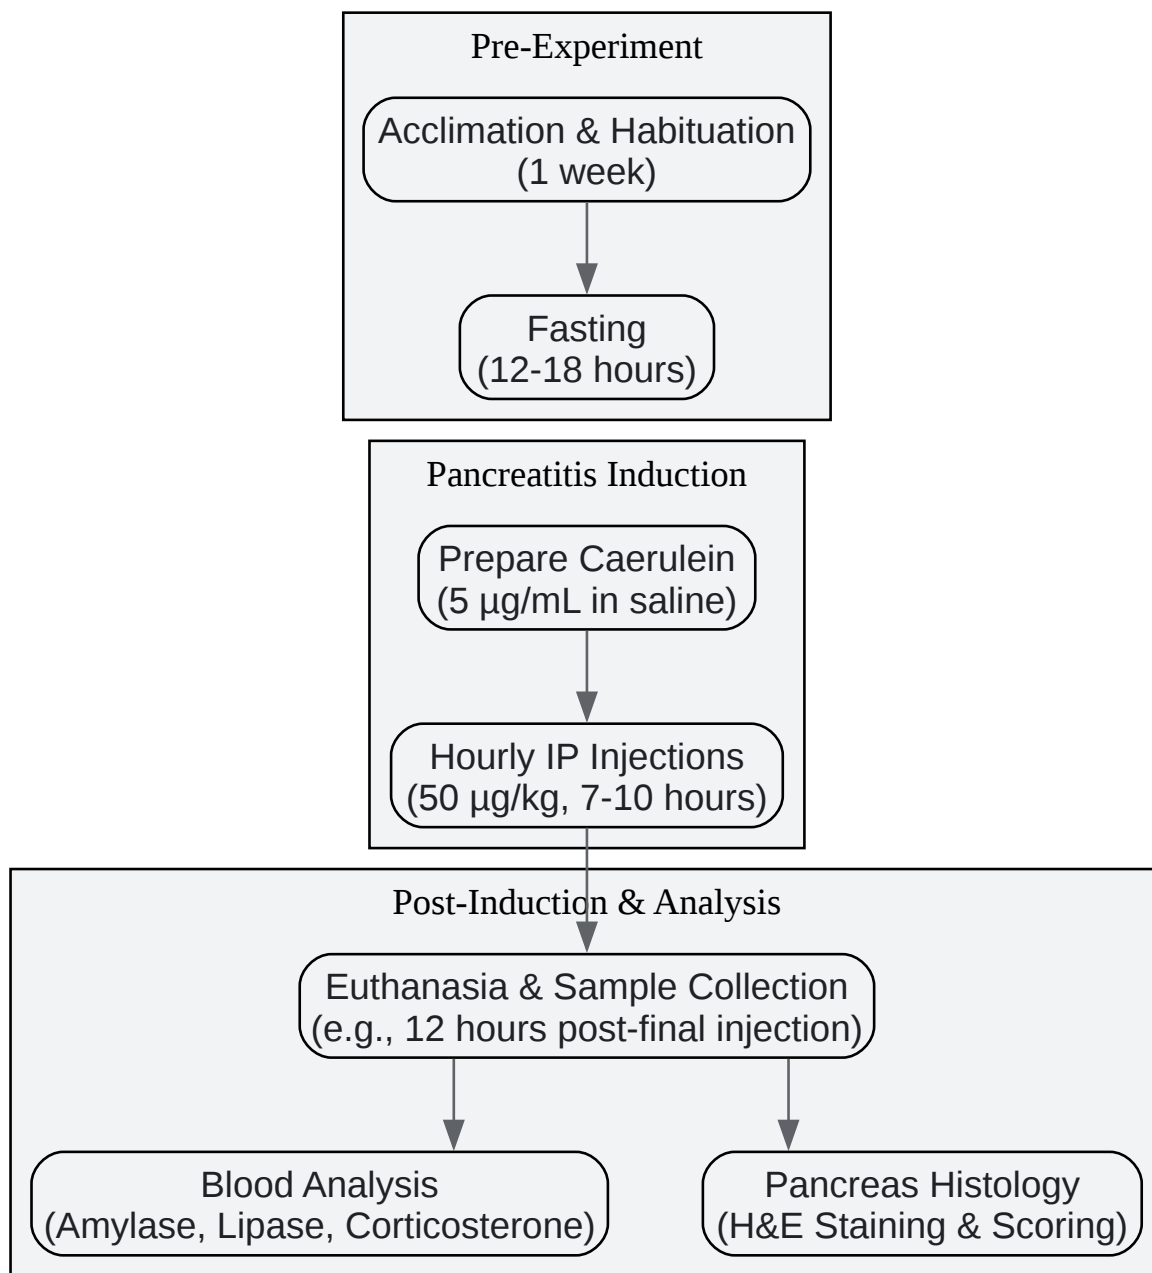 Pre-Experiment
Acclimation & Habituation
(1 week)
Fasting
(12-18 hours)
Pancreatitis Induction
Prepare Caerulein
(5 µg/mL in saline)
Hourly IP Injections
(50 µg/kg, 7-10 hours)
Post-Induction & Analysis
Euthanasia & Sample Collection
(e.g., 12 hours post-final injection)
Blood Analysis
(Amylase, Lipase, Corticosterone)
Pancreas Histology
(H&E Staining & Scoring)